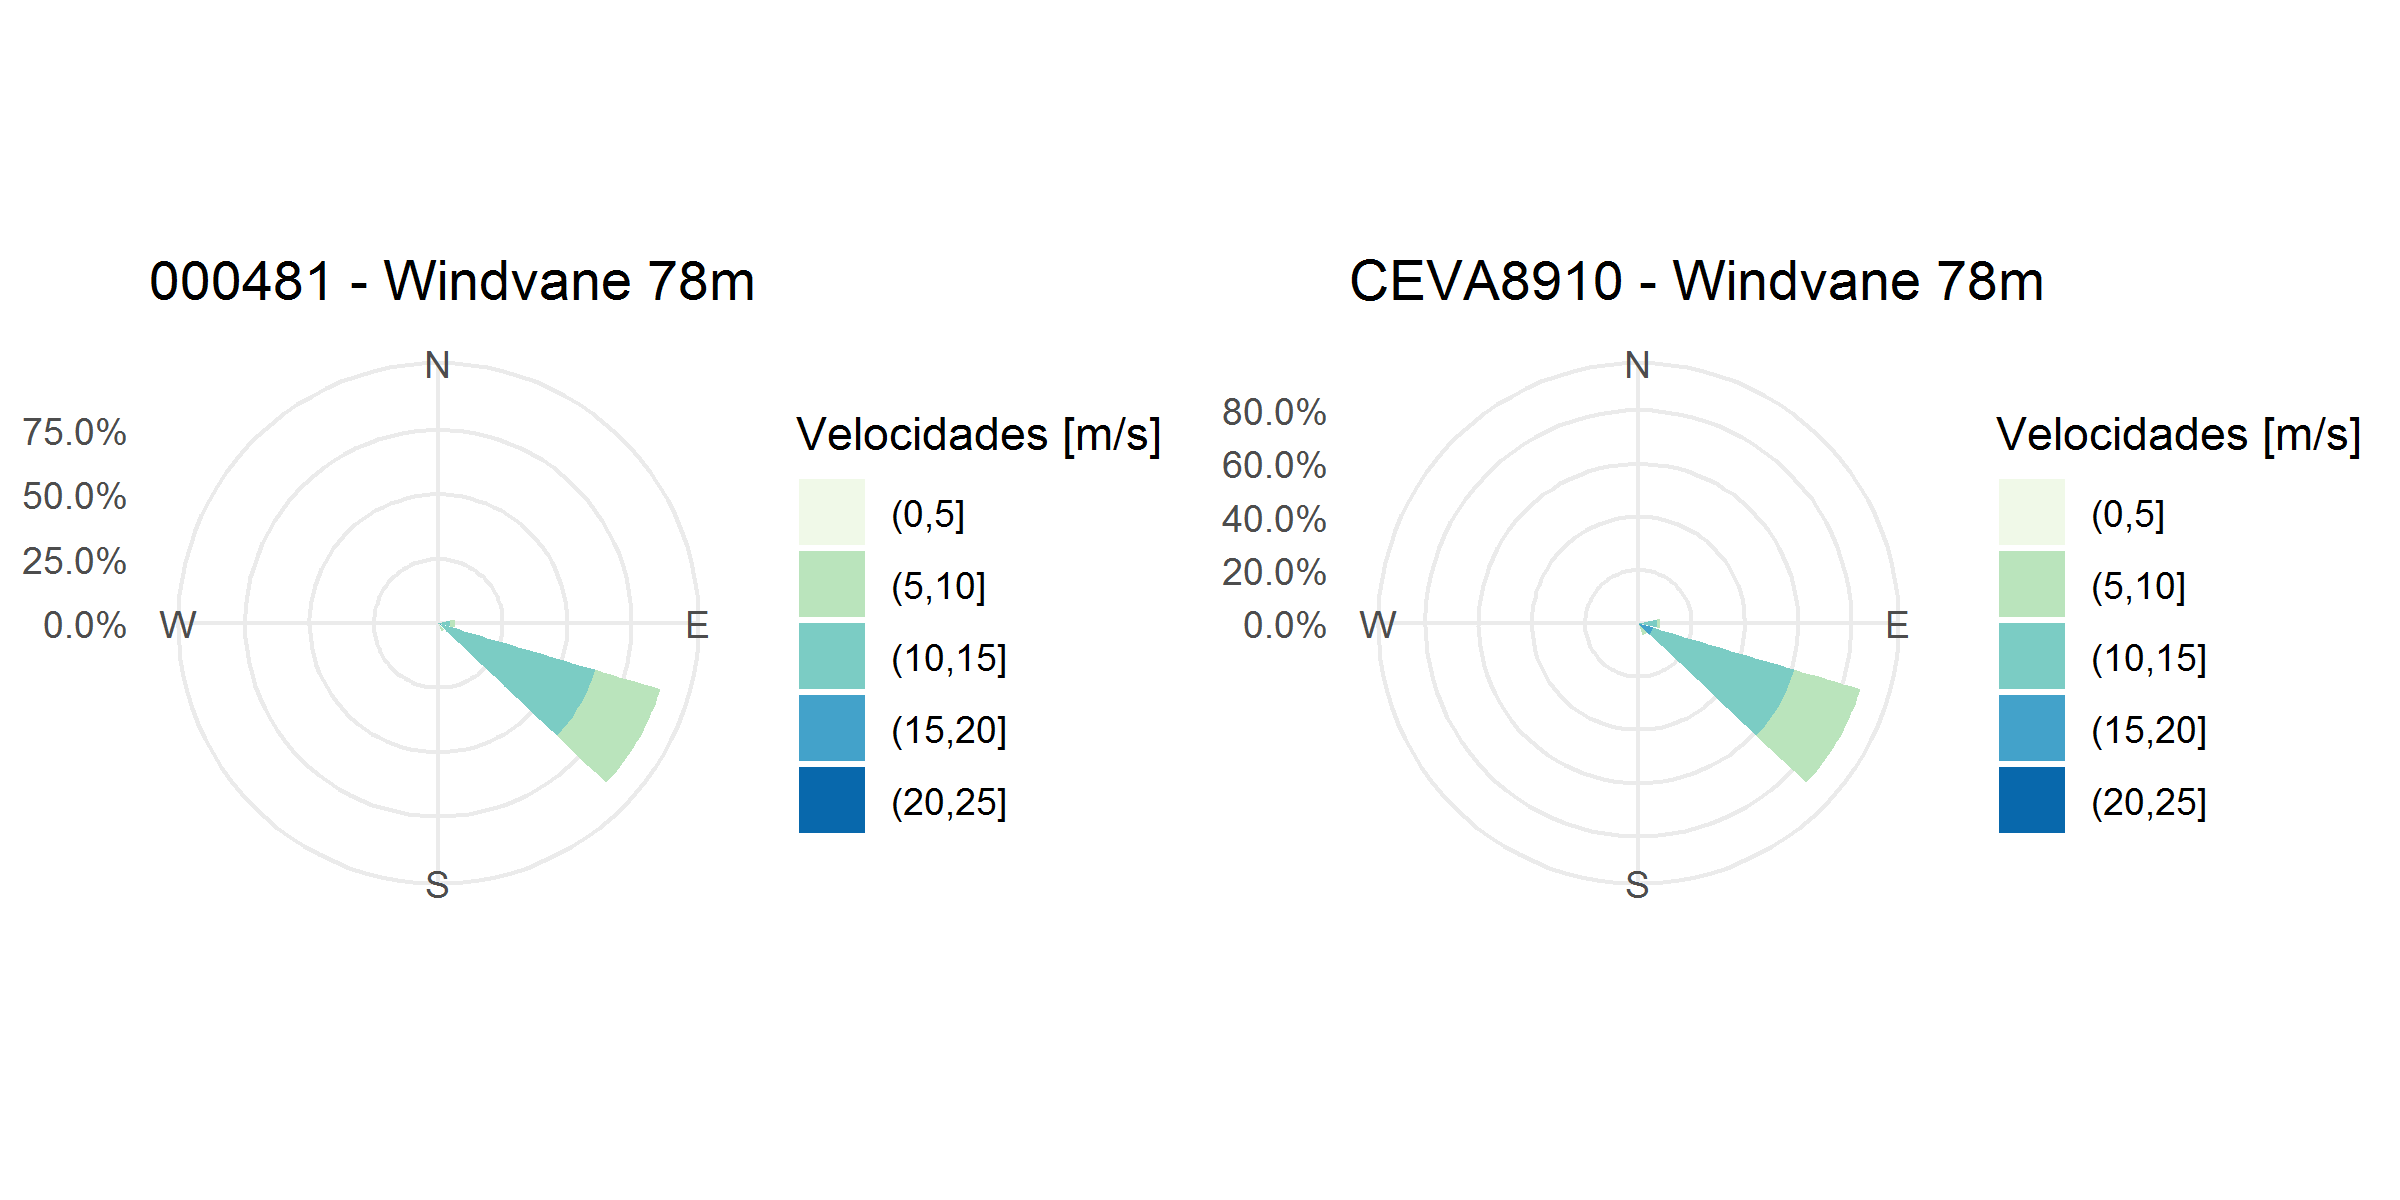 000481 - Windvane 78m
N
75.0%
50.0%
25.0%
0.0%
W
E
S
Velocidades [m/s]
(0,5]
(5,10]
(10,15]
(15,20]
(20,25]
CEVA8910 - Windvane 78m
N
80.0%
60.0%
40.0%
20.0%
0.0%
W
E
S
Velocidades [m/s]
(0,5]
(5,10]
(10,15]
(15,20]
(20,25]